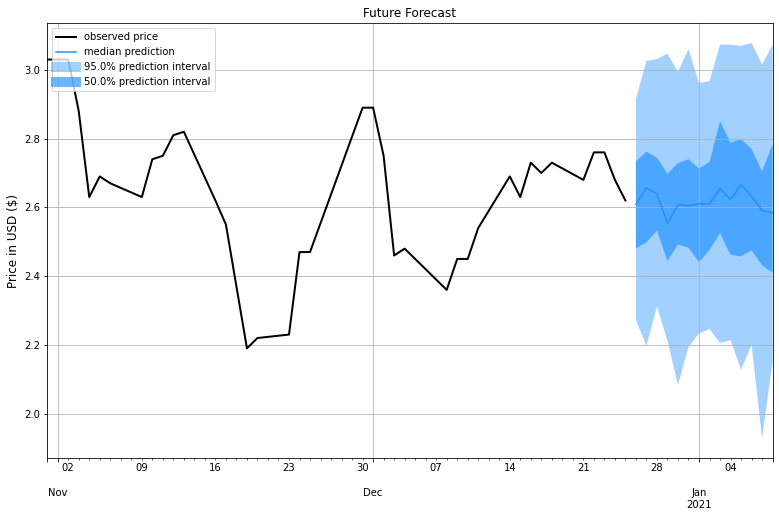 Future Forecast
observed price
median prediction
95.0% prediction interval
50.0% prediction interval
Price in USD ($)
3.0
2.8
2.6
2.4
2.2
2.0
02 09 16 23 30 07 14 21 28 04
Nov Dec Jan
2021